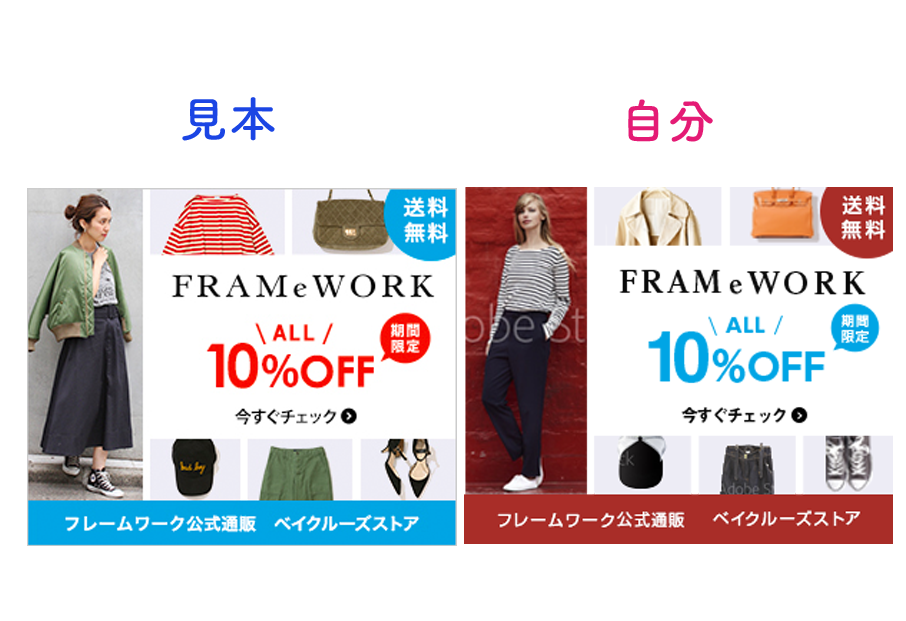 見本
送料
無料
FRAMeWORK
\ ALL /
10%OFF
期間
限定
今すぐチェック
フレームワーク公式通販 ベイクルーズストア
自分
送料
無料
FRAMeWORK
\ ALL /
10%OFF
期間
限定
今すぐチェック
フレームワーク公式通販 ベイクルーズストア